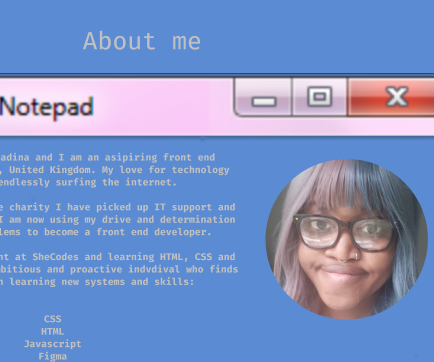 About me
Notepad
adina and I am an asipiring front end
, United Kingdom. My love for technology
endlessly surfing the internet.
e charity I have picked up IT support and
I am now using my drive and determination
lems to become a front end developer.
nt at SheCodes and learning HTML, CSS and
bitious and proactive indvdival who finds
n learning new systems and skills:
CSS
HTML
Javascript
Figma